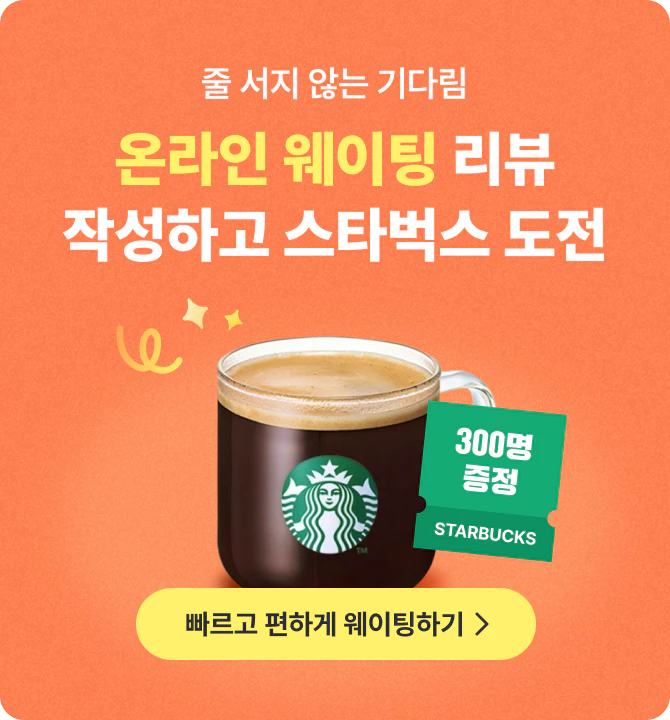 줄 서지 않는 기다림
온라인 웨이팅 리뷰
작성하고 스타벅스 도전
300명
증정
STARBUCKS
TM
빠르고 편하게 웨이팅하기 >